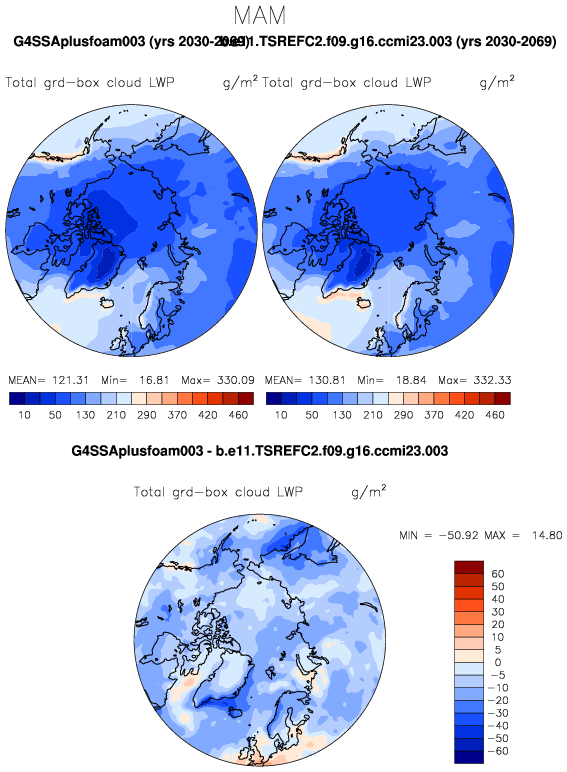 MAM
G4SSAplusfoam003 (yrs 2030-2069) b.e11.TSREFC2.f09.g16.ccmi23.003 (yrs 2030-2069)
Total grd-box cloud LWP g/m² Total grd-box cloud LWP g/m²
MEAN= 121.31 Min= 16.81 Max= 330.09 MEAN= 130.81 Min= 18.84 Max= 332.33
10 50 130 210 290 370 420 460 10 50 130 210 290 370 420 460
G4SSAplusfoam003 - b.e11.TSREFC2.f09.g16.ccmi23.003
Total grd-box cloud LWP g/m²
MIN = -50.92 MAX = 14.80
60
50
40
30
20
10
5
0
-5
-10
-20
-30
-40
-50
-60